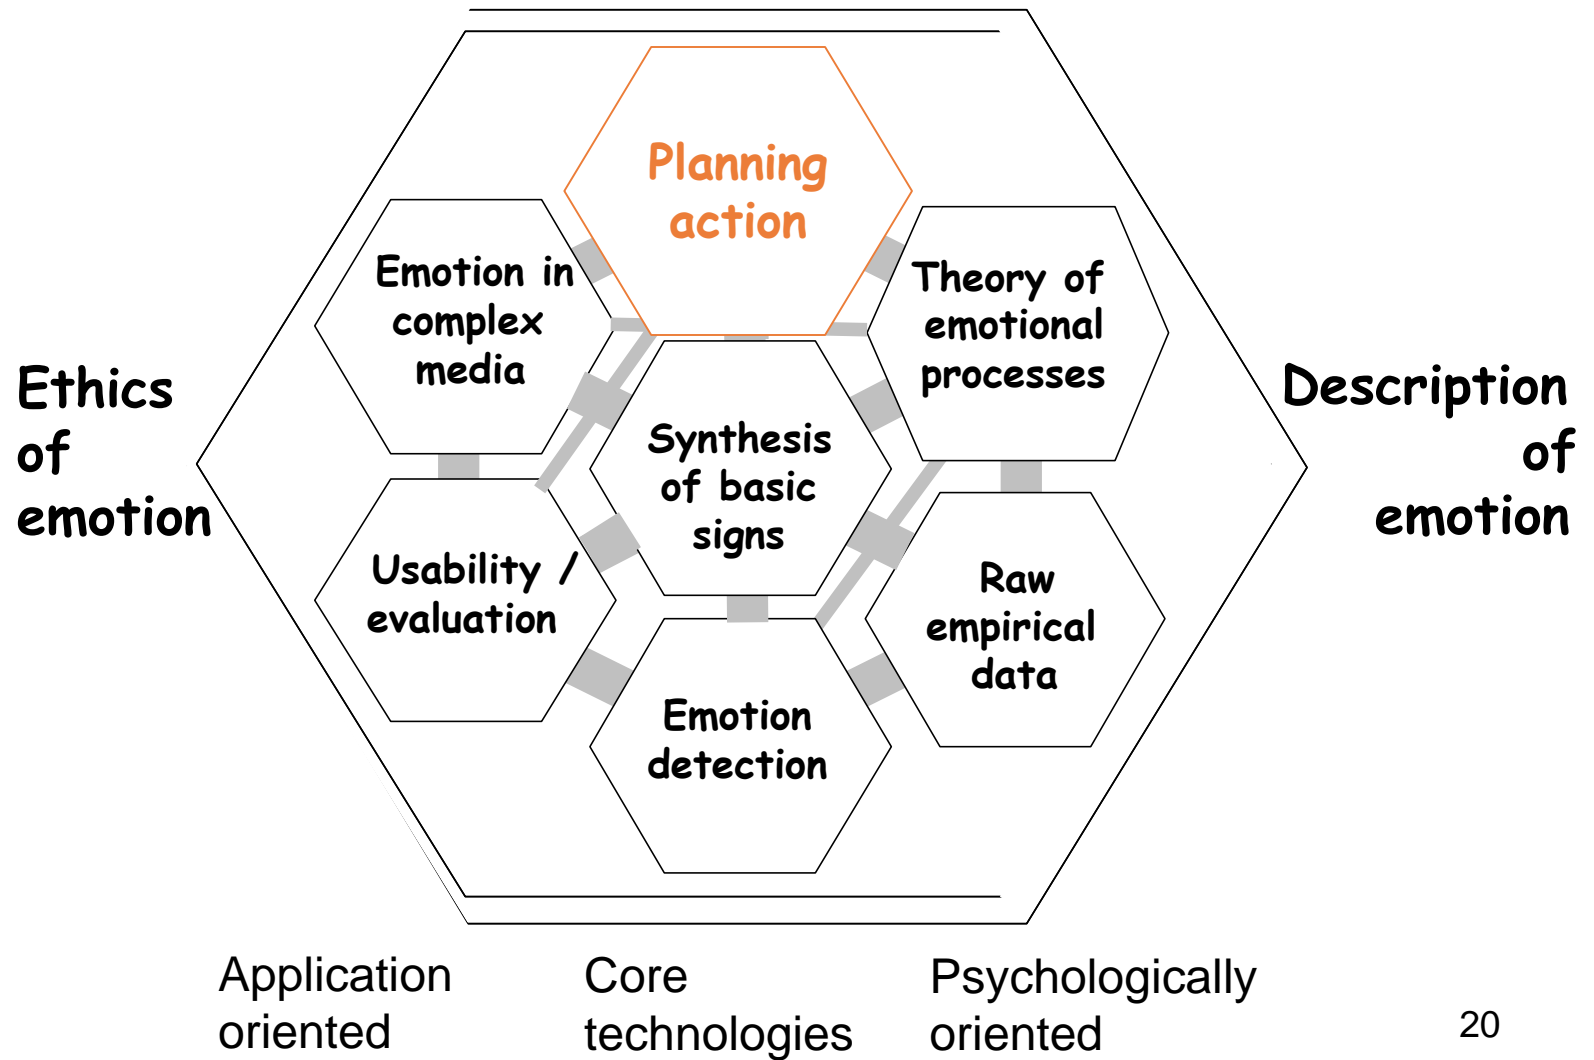 Planning
action
Emotion in
complex
media
Theory of
emotional
processes
Ethics
of
emotion
Description
of
emotion
Synthesis
of basic
signs
Usability /
evaluation
Raw
empirical
data
Emotion
detection
Application
oriented
Core
technologies
Psychologically
oriented
20